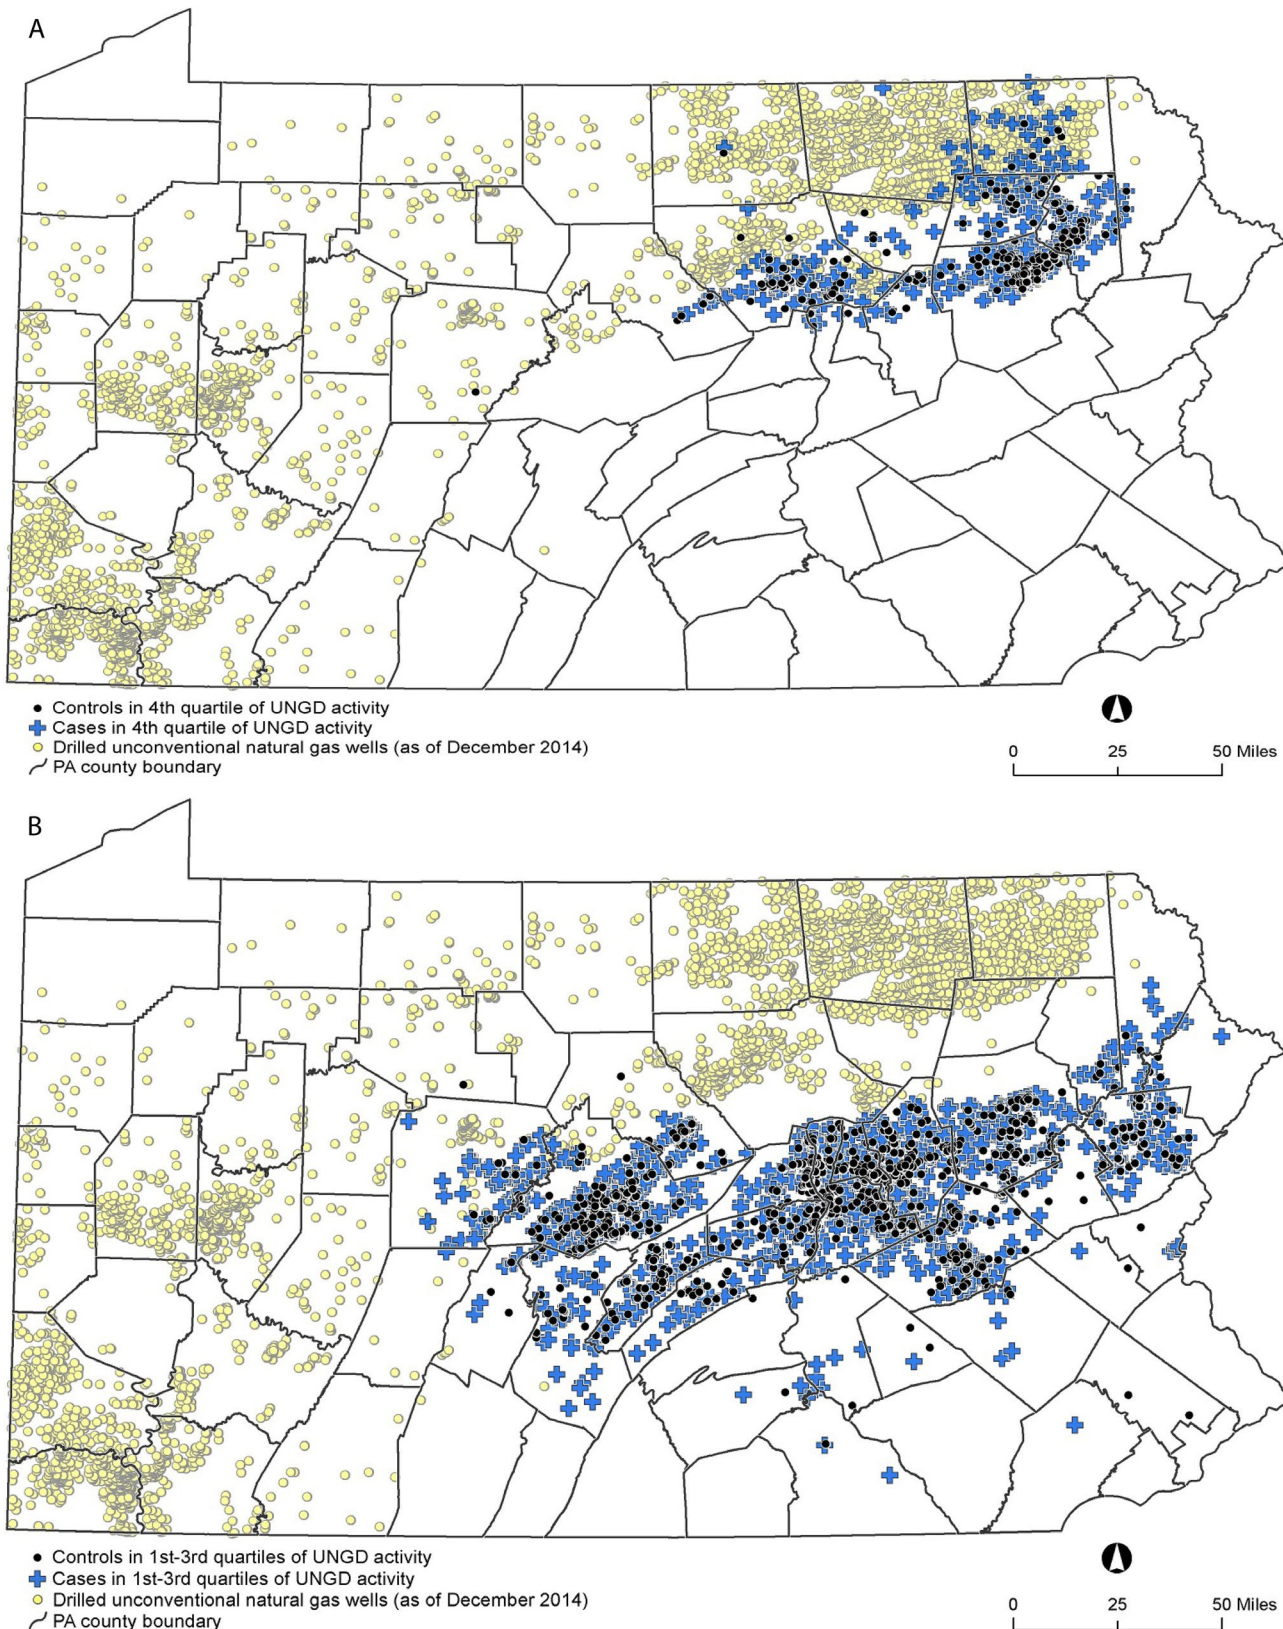 A
Controls in 4th quartile of UNGD activity
Cases in 4th quartile of UNGD activity
Drilled unconventional natural gas wells (as of December 2014)
PA county boundary
0 25 50 Miles
B
Controls in 1st-3rd quartiles of UNGD activity
Cases in 1st-3rd quartiles of UNGD activity
Drilled unconventional natural gas wells (as of December 2014)
PA county boundary
0 25 50 Miles